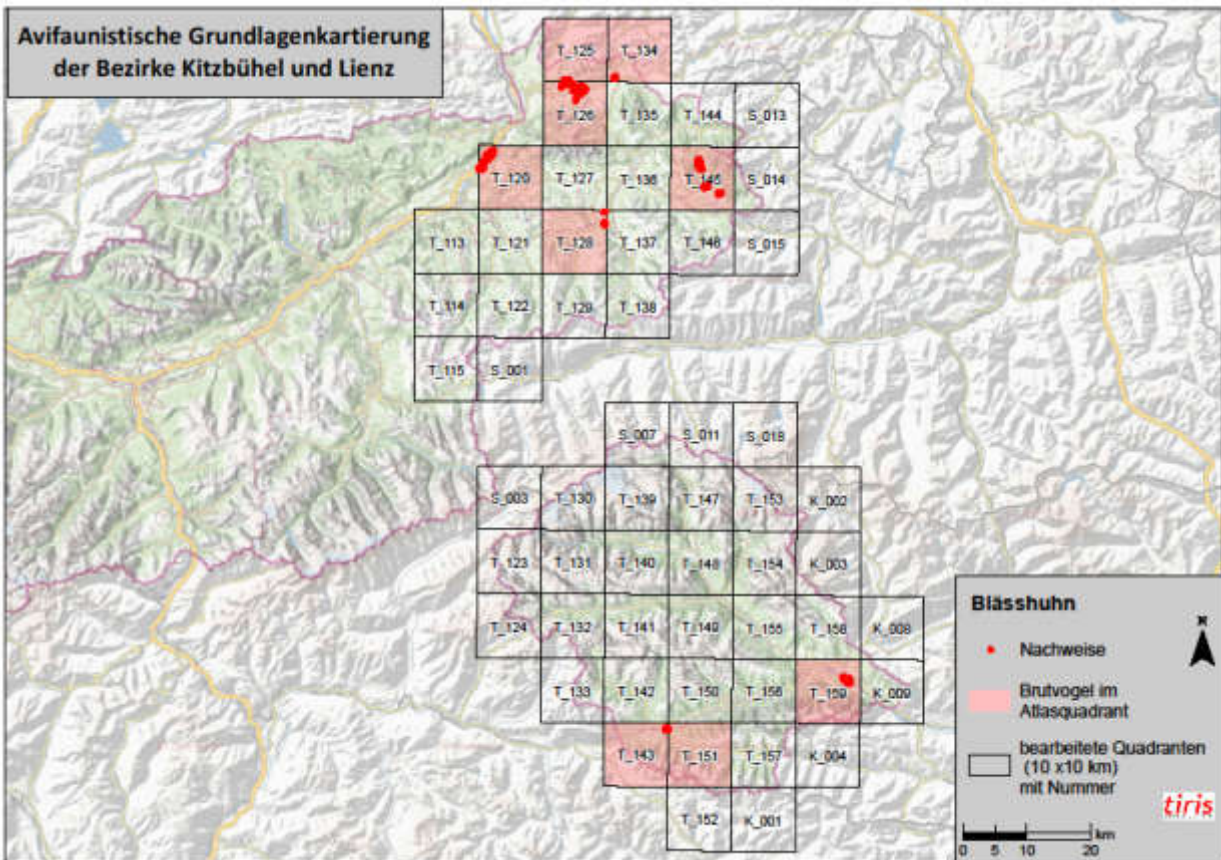 Avifaunistische Grundlagenkartierung
der Bezirke Kitzbühel und Lienz
T_125 T_134
T_126 T_135 T_144 S_013
T_120 T_127 T_136 T_145 S_014
T_113 T_121 T_128 T_137 T_146 S_015
T_114 T_122 T_129 T_138
T_115 S_001
S_007 S_011 S_018
S_003 T_130 T_139 T_147 T_153 K_002
T_123 T_131 T_140 T_148 T_154 K_003
T_124 T_132 T_141 T_149 T_155 T_158 K_008
T_133 T_142 T_150 T_156 T_159 K_009
T_143 T_151 T_157 K_004
T_152 K_001
Blässhuhn
N
Nachweise
Brutvogel im
Atlasquadrant
bearbeitete Quadranten
(10 x10 km)
mit Nummer
tiris
km
0 5 10 20